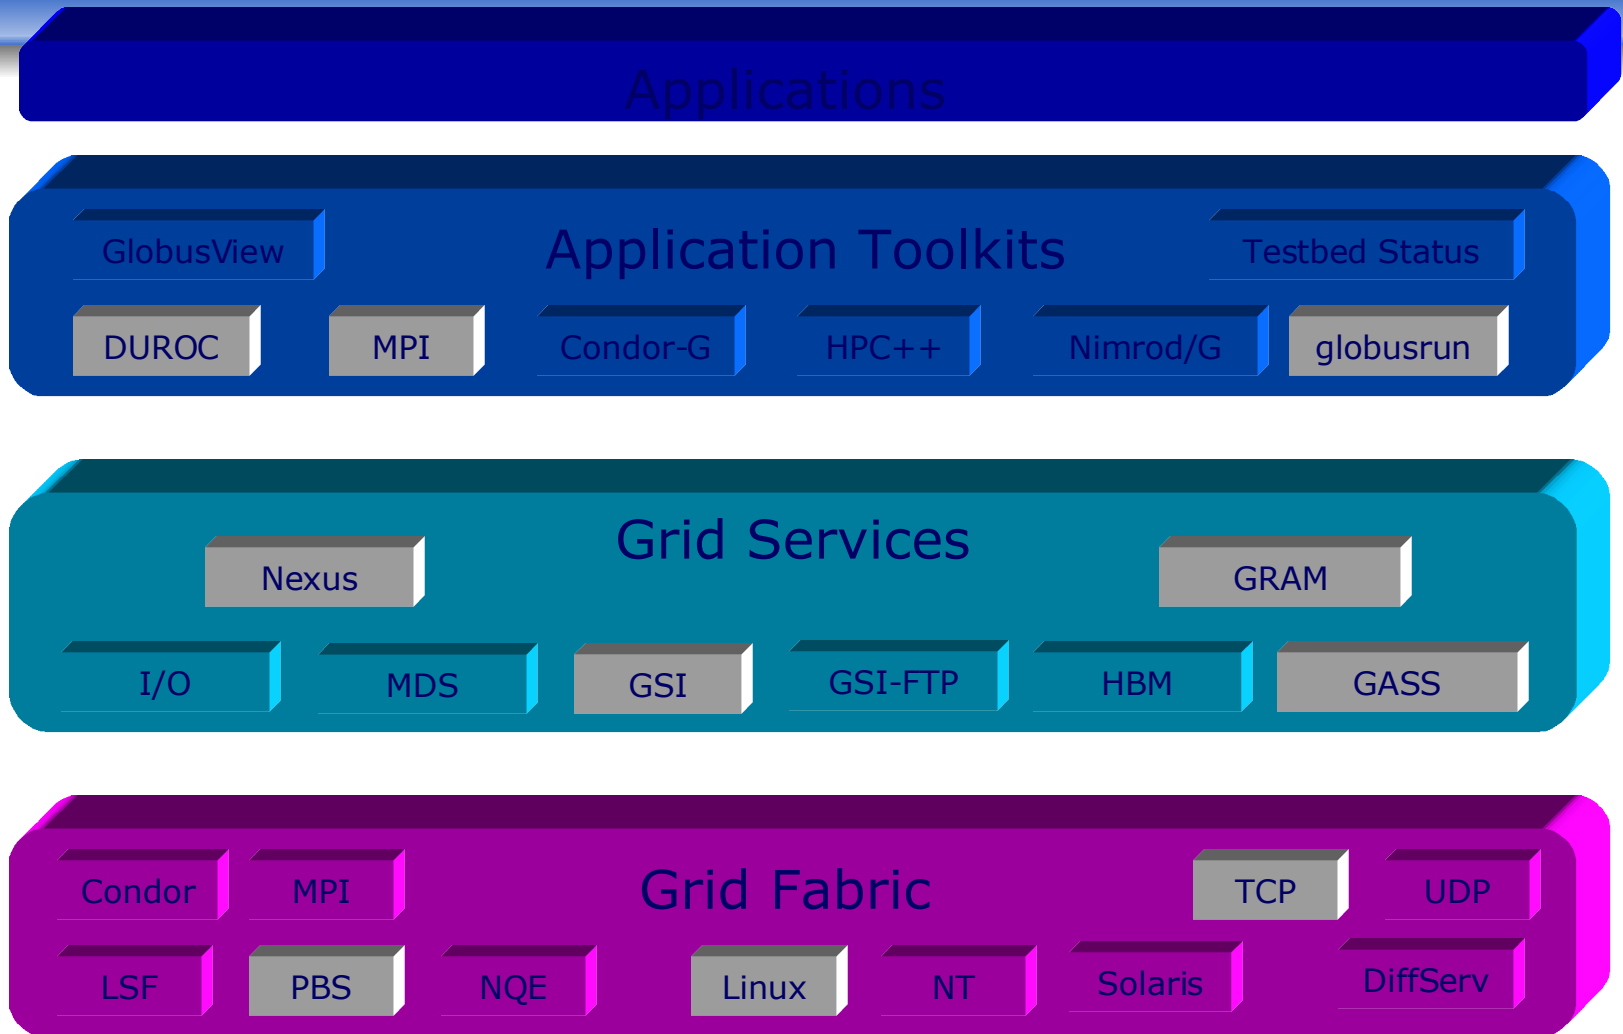 Applications
Application Toolkits
GlobusView
Testbed Status
DUROC
MPI
Condor-G
HPC++
Nimrod/G
globusrun
Grid Services
Nexus
GRAM
I/O
MDS
GSI
GSI-FTP
HBM
GASS
Grid Fabric
Condor
MPI
TCP
UDP
LSF
PBS
NQE
Linux
NT
Solaris
DiffServ